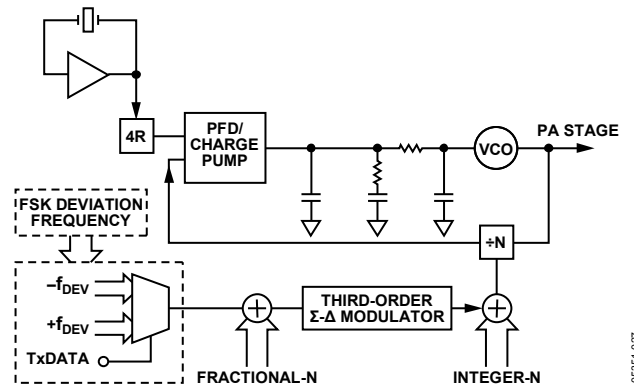 4R
PFD/
CHARGE
PUMP
VCO
PA STAGE
÷N
FSK DEVIATION
FREQUENCY
–fDEV
+fDEV
TxDATA
THIRD-ORDER
Σ-Δ MODULATOR
FRACTIONAL-N
INTEGER-N